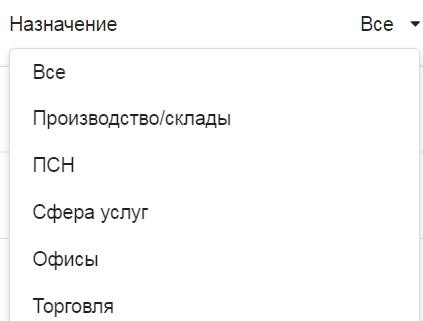 Назначение Все
Все
Производство/склады
ПСН
Сфера услуг
Офисы
Торговля